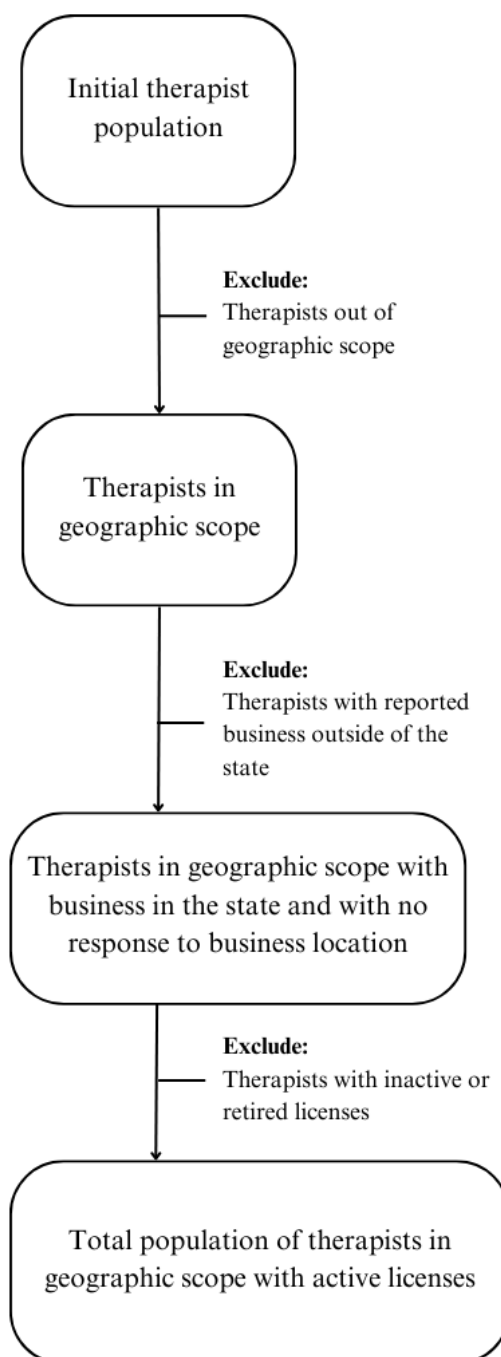 Initial therapist
population
Exclude:
Therapists out of
geographic scope
Therapists in
geographic scope
Exclude:
Therapists with reported
business outside of the
state
Therapists in geographic scope with
business in the state and with no
response to business location
Exclude:
Therapists with inactive or
retired licenses
Total population of therapists in
geographic scope with active licenses